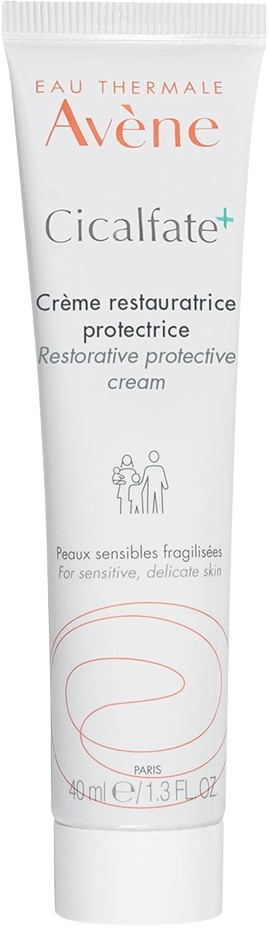 EAU THERMALE
Avène
Cicalfate+
Crème restauratrice
protectrice
Restorative protective
cream
Peaux sensibles fragilisées
For sensitive, delicate skin
PARIS
40 ml e/1.3 FL.OZ.